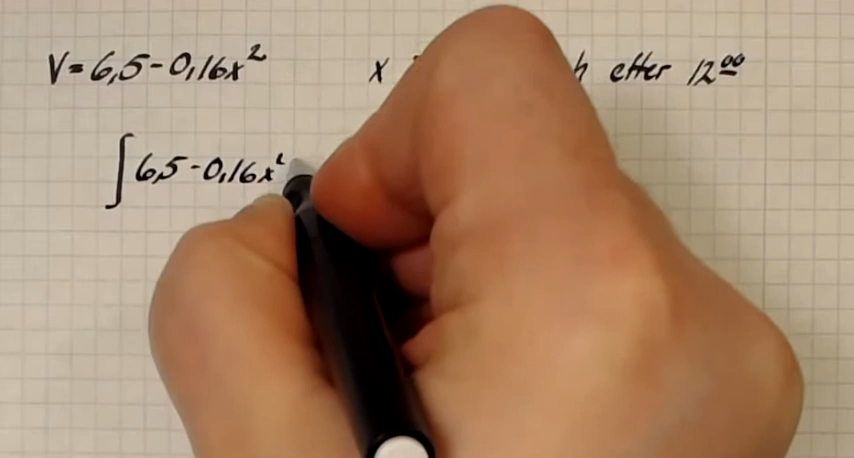 V = 6,5 - 0,16x² x h efter 12⁰⁰
∫ 6,5 - 0,16x²